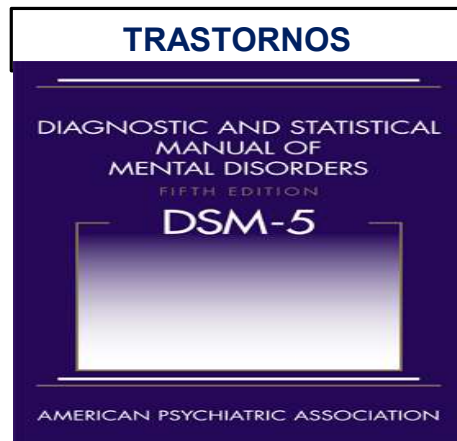 TRASTORNOS
DIAGNOSTIC AND STATISTICAL
MANUAL OF
MENTAL DISORDERS
FIFTH EDITION
DSM-5
AMERICAN PSYCHIATRIC ASSOCIATION